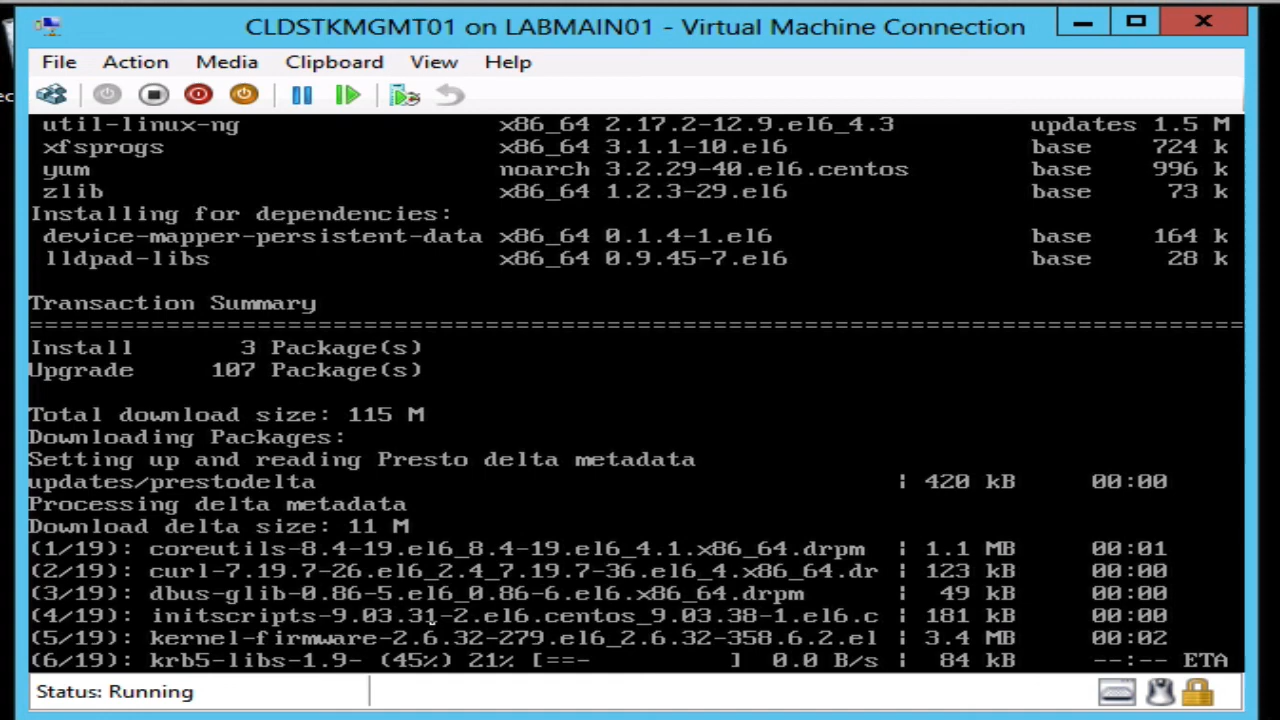 CLDSTKMGMT01 on LABMAIN01 - Virtual Machine Connection
File Action Media Clipboard View Help
util-linux-ng x86_64 2.17.2-12.9.el6_4.3 updates 1.5 M
xfsprogs x86_64 3.1.1-10.el6 base 724 k
yum noarch 3.2.29-40.el6.centos base 996 k
zlib x86_64 1.2.3-29.el6 base 73 k
Installing for dependencies:
device-mapper-persistent-data x86_64 0.1.4-1.el6 base 164 k
lldpad-libs x86_64 0.9.45-7.el6 base 28 k
Transaction Summary
================================================================================
Install 3 Package(s)
Upgrade 107 Package(s)
Total download size: 115 M
Downloading Packages:
Setting up and reading Presto delta metadata
updates/prestodelta | 420 kB 00:00
Processing delta metadata
Download delta size: 11 M
(1/19): coreutils-8.4-19.el6_8.4-19.el6_4.1.x86_64.drpm | 1.1 MB 00:01
(2/19): curl-7.19.7-26.el6_2.4_7.19.7-36.el6_4.x86_64.dr | 123 kB 00:00
(3/19): dbus-glib-0.86-5.el6_0.86-6.el6.x86_64.drpm | 49 kB 00:00
(4/19): initscripts-9.03.31-2.el6.centos_9.03.38-1.el6.c | 181 kB 00:00
(5/19): kernel-firmware-2.6.32-279.el6_2.6.32-358.6.2.el | 3.4 MB 00:02
(6/19): krb5-libs-1.9- (45%) 21% [==- ] 0.0 B/s | 84 kB --:-- ETA
Status: Running